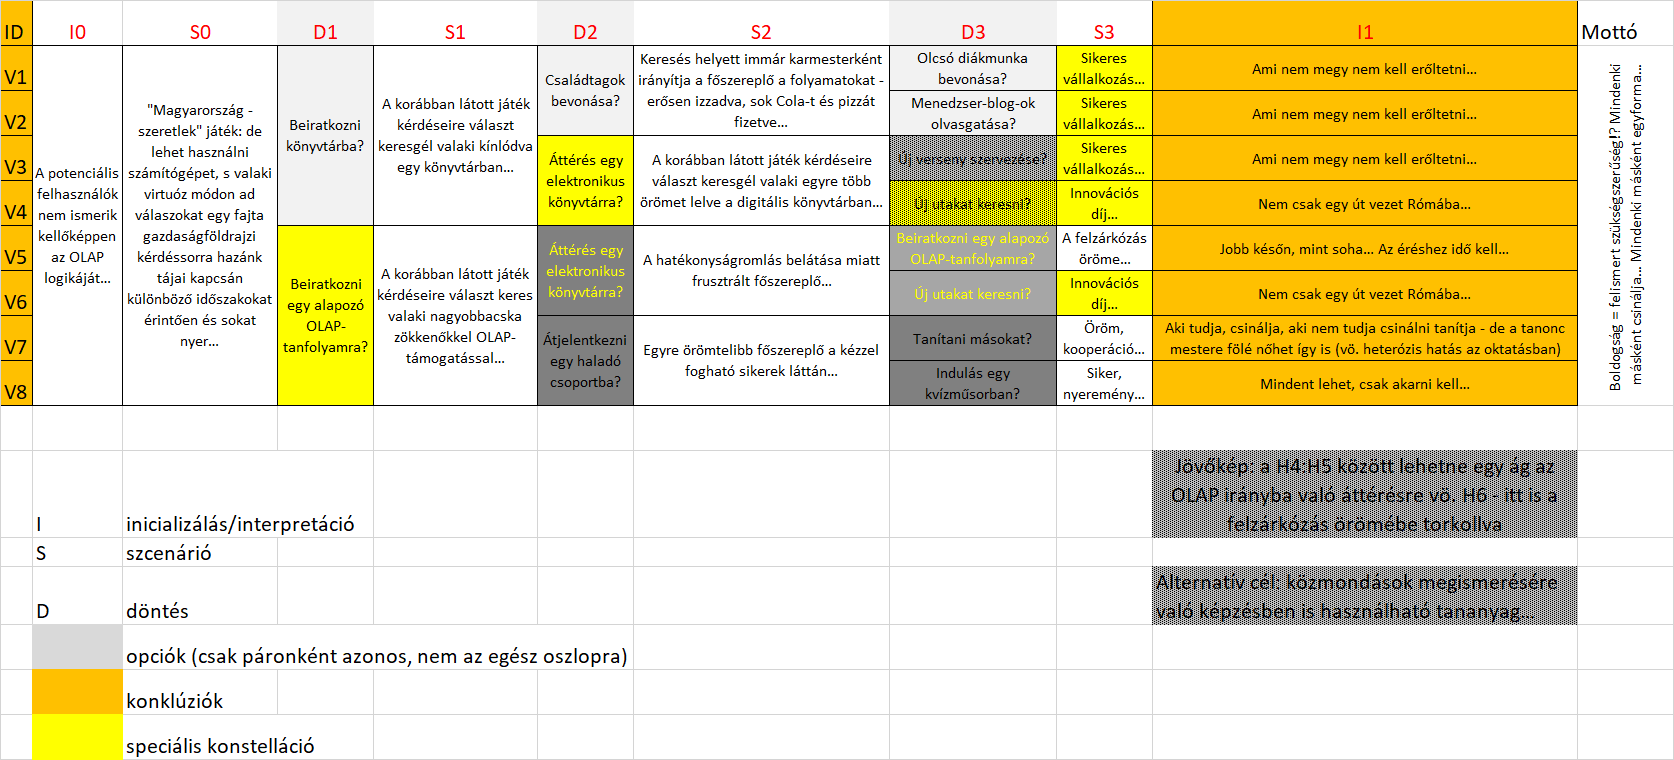 ID I0 S0 D1 S1 D2 S2 D3 S3 I1 Mottó
V1
V2
V3
V4
V5
V6
V7
V8
A potenciális
felhasználók
nem ismerik
kellőképpen
az OLAP
logikáját...
"Magyarország -
szeretlek" játék: de
lehet használni
számítógépet, s valaki
virtuóz módon ad
válaszokat egy fajta
gazdaságföldrajzi
kérdéssorra hazánk
tájai kapcsán
különböző időszakokat
érintően és sokat
nyer...
Beiratkozni
könyvtárba?
Beiratkozni
egy alapozó
OLAP-
tanfolyamra?
A korábban látott játék
kérdéseire választ
keresgél valaki kínlódva
egy könyvtárban...
A korábban látott játék
kérdéseire választ keres
valaki nagyobbacska
zökkenőkkel OLAP-
támogatással...
Családtagok
bevonása?
Áttérés egy
elektronikus
könyvtárra?
Áttérés egy
elektronikus
könyvtárra?
Átjelentkezni
egy haladó
csoportba?
Keresés helyett immár karmesterként
irányítja a főszereplő a folyamatokat -
erősen izzadva, sok Cola-t és pizzát
fizetve...
A korábban látott játék kérdéseire
választ keresgél valaki egyre több
örömet lelve a digitális könyvtárban...
A hatékonyságromlás belátása miatt
frusztrált főszereplő...
Egyre örömtelibb főszereplő a kézzel
fogható sikerek láttán...
Olcsó diákmunka
bevonása?
Menedzser-blog-ok
olvasgatása?
Új verseny szervezése?
Új utakat keresni?
Beiratkozni egy alapozó
OLAP-tanfolyamra?
Új utakat keresni?
Tanítani másokat?
Indulás egy
kvízműsorban?
Sikeres
vállalkozás...
Sikeres
vállalkozás...
Sikeres
vállalkozás...
Innovációs
díj...
A felzárkózás
öröme...
Innovációs
díj...
Öröm,
kooperáció...
Siker,
nyeremény...
Ami nem megy nem kell erőltetni...
Ami nem megy nem kell erőltetni...
Ami nem megy nem kell erőltetni...
Nem csak egy út vezet Rómába...
Jobb későn, mint soha... Az éréshez idő kell...
Nem csak egy út vezet Rómába...
Aki tudja, csinálja, aki nem tudja csinálni tanítja - de a tanonc
mestere fölé nőhet így is (vö. heterózis hatás az oktatásban)
Mindent lehet, csak akarni kell...
Boldogság = felismert szükségszerűség!? Mindenki
másként csinálja... Mindenki másként egyforma...
I inicializálás/interpretáció
S szcenárió
D döntés
opciók (csak páronként azonos, nem az egész oszlopra)
konklúziók
speciális konstelláció
Jövőkép: a H4:H5 között lehetne egy ág az
OLAP irányba való áttérésre vö. H6 - itt is a
felzárkózás örömébe torkollva
Alternatív cél: közmondások megismerésére
való képzésben is használható tananyag...